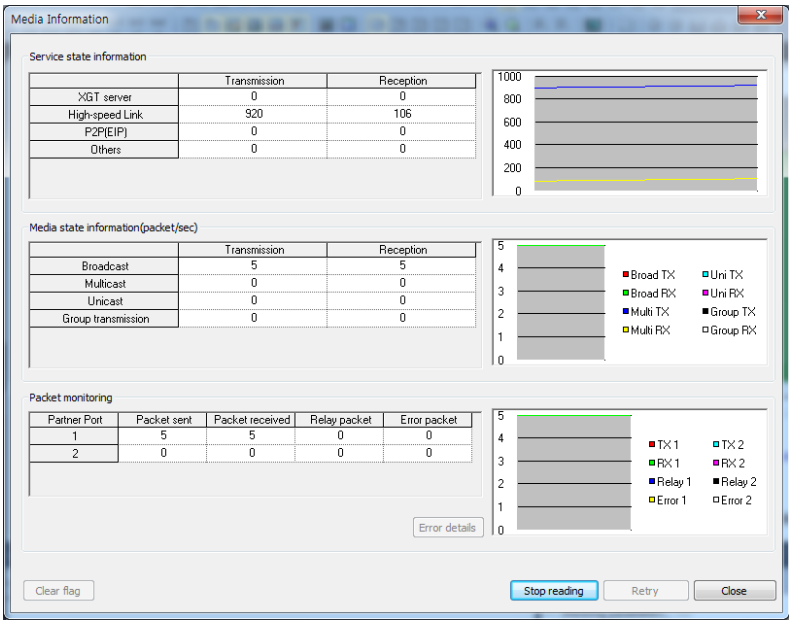 Media Information
Service state information
Transmission Reception
XGT server 0 0
High-speed Link 920 106
P2P(EIP) 0 0
Others 0 0
1000
800
600
400
200
0
Media state information(packet/sec)
Transmission Reception
Broadcast 5 5
Multicast 0 0
Unicast 0 0
Group transmission 0 0
5
4
3
2
1
0
Broad TX Uni TX
Broad RX Uni RX
Multi TX Group TX
Multi RX Group RX
Packet monitoring
Partner Port Packet sent Packet received Relay packet Error packet
1 5 5 0 0
2 0 0 0 0
5
4
3
2
1
0
TX 1 TX 2
RX 1 RX 2
Relay 1 Relay 2
Error 1 Error 2
Error details
Clear flag Stop reading Retry Close